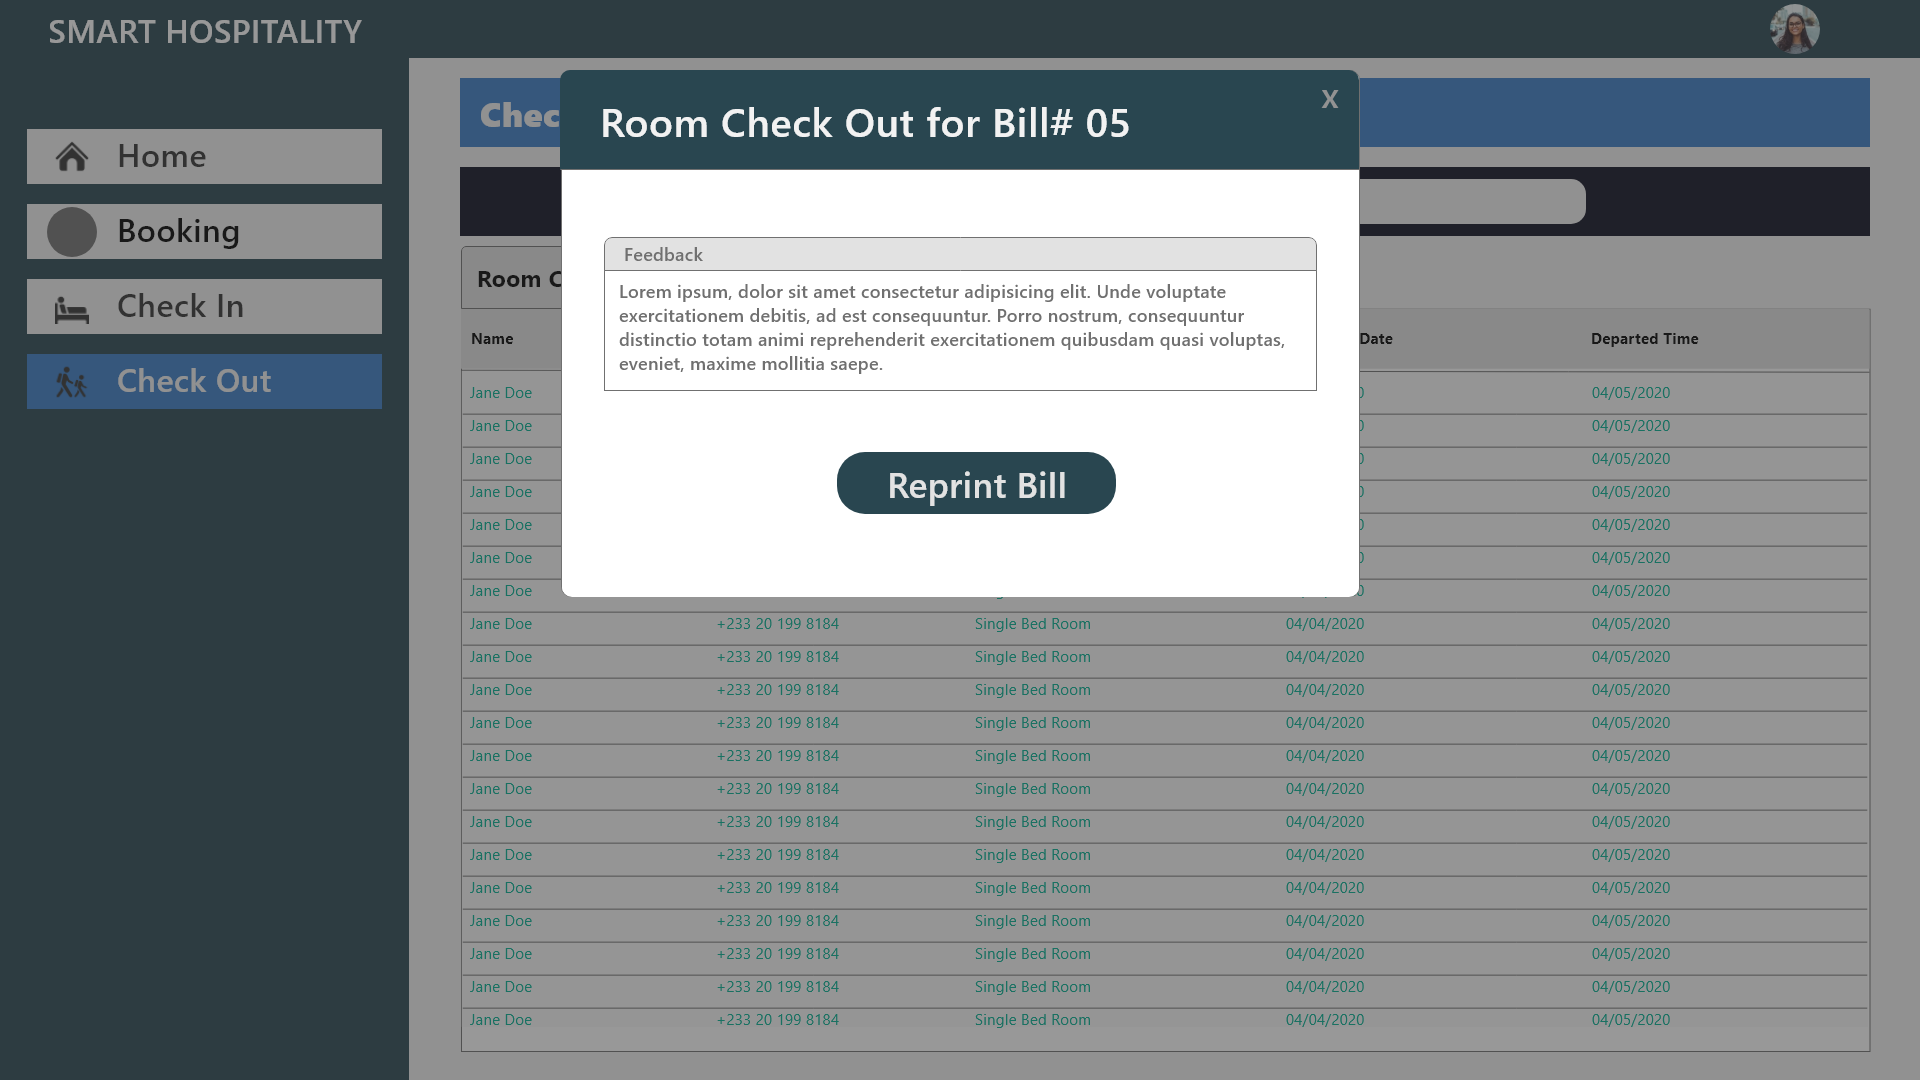 SMART HOSPITALITY
Home
Booking
Check In
Check Out
Room Check Out for Bill# 05
X
Feedback
Lorem ipsum, dolor sit amet consectetur adipisicing elit. Unde voluptate
exercitationem debitis, ad est consequuntur. Porro nostrum, consequuntur
distinctio totam animi reprehenderit exercitationem quibusdam quasi voluptas,
eveniet, maxime mollitia saepe.
Reprint Bill
Room
Name Date Departed Time
Jane Doe 04/05/2020
Jane Doe 04/05/2020
Jane Doe 04/05/2020
Jane Doe 04/05/2020
Jane Doe 04/05/2020
Jane Doe 04/05/2020
Jane Doe 04/05/2020
Jane Doe +233 20 199 8184 Single Bed Room 04/04/2020 04/05/2020
Jane Doe +233 20 199 8184 Single Bed Room 04/04/2020 04/05/2020
Jane Doe +233 20 199 8184 Single Bed Room 04/04/2020 04/05/2020
Jane Doe +233 20 199 8184 Single Bed Room 04/04/2020 04/05/2020
Jane Doe +233 20 199 8184 Single Bed Room 04/04/2020 04/05/2020
Jane Doe +233 20 199 8184 Single Bed Room 04/04/2020 04/05/2020
Jane Doe +233 20 199 8184 Single Bed Room 04/04/2020 04/05/2020
Jane Doe +233 20 199 8184 Single Bed Room 04/04/2020 04/05/2020
Jane Doe +233 20 199 8184 Single Bed Room 04/04/2020 04/05/2020
Jane Doe +233 20 199 8184 Single Bed Room 04/04/2020 04/05/2020
Jane Doe +233 20 199 8184 Single Bed Room 04/04/2020 04/05/2020
Jane Doe +233 20 199 8184 Single Bed Room 04/04/2020 04/05/2020
Jane Doe +233 20 199 8184 Single Bed Room 04/04/2020 04/05/2020